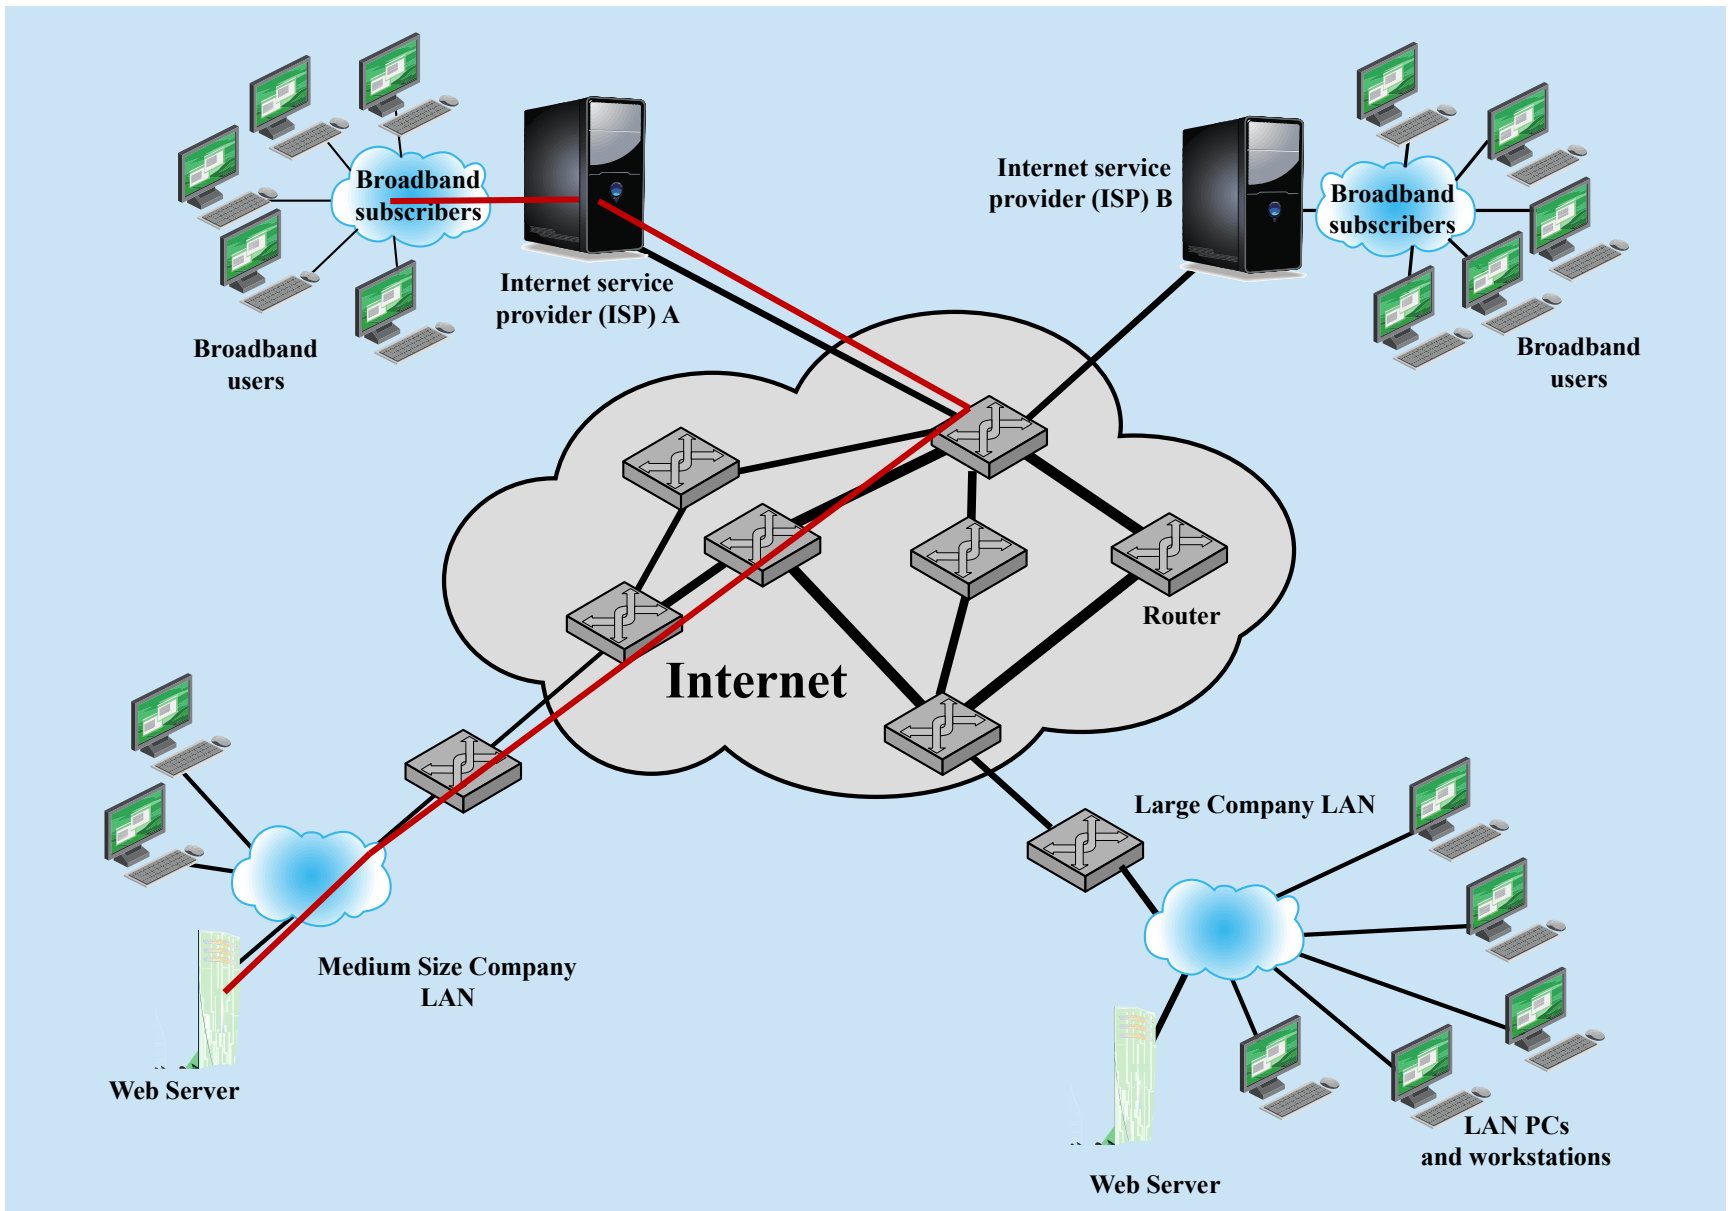 Broadband
subscribers
Internet service
provider (ISP) A
Broadband
users
Internet service
provider (ISP) B
Broadband
subscribers
Broadband
users
Router
Internet
Large Company LAN
Medium Size Company
LAN
Web Server
LAN PCs
and workstations
Web Server